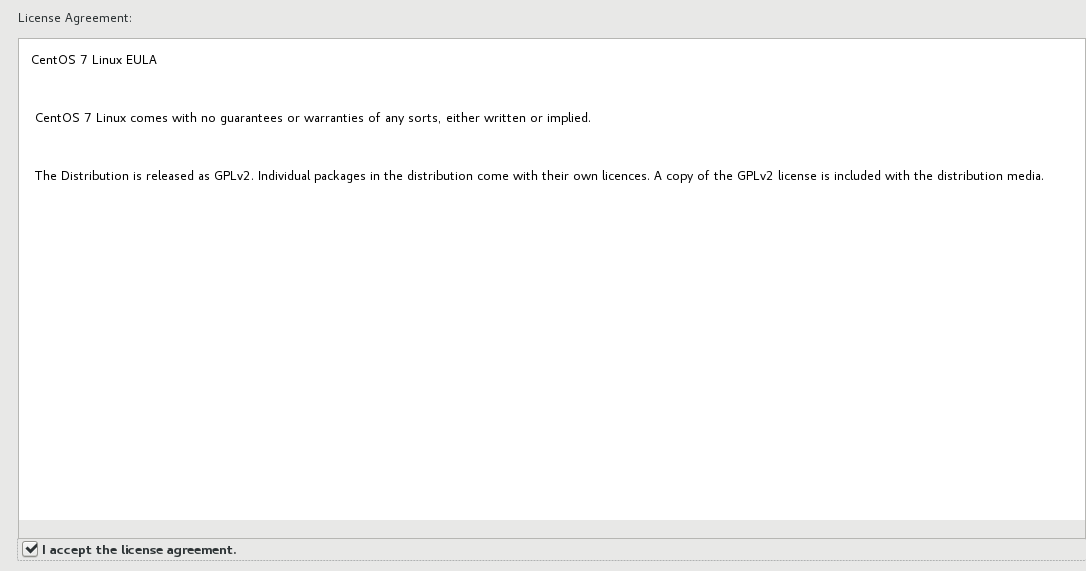 License Agreement:
CentOS 7 Linux EULA
CentOS 7 Linux comes with no guarantees or warranties of any sorts, either written or implied.
The Distribution is released as GPLv2. Individual packages in the distribution come with their own licences. A copy of the GPLv2 license is included with the distribution media.
I accept the license agreement.